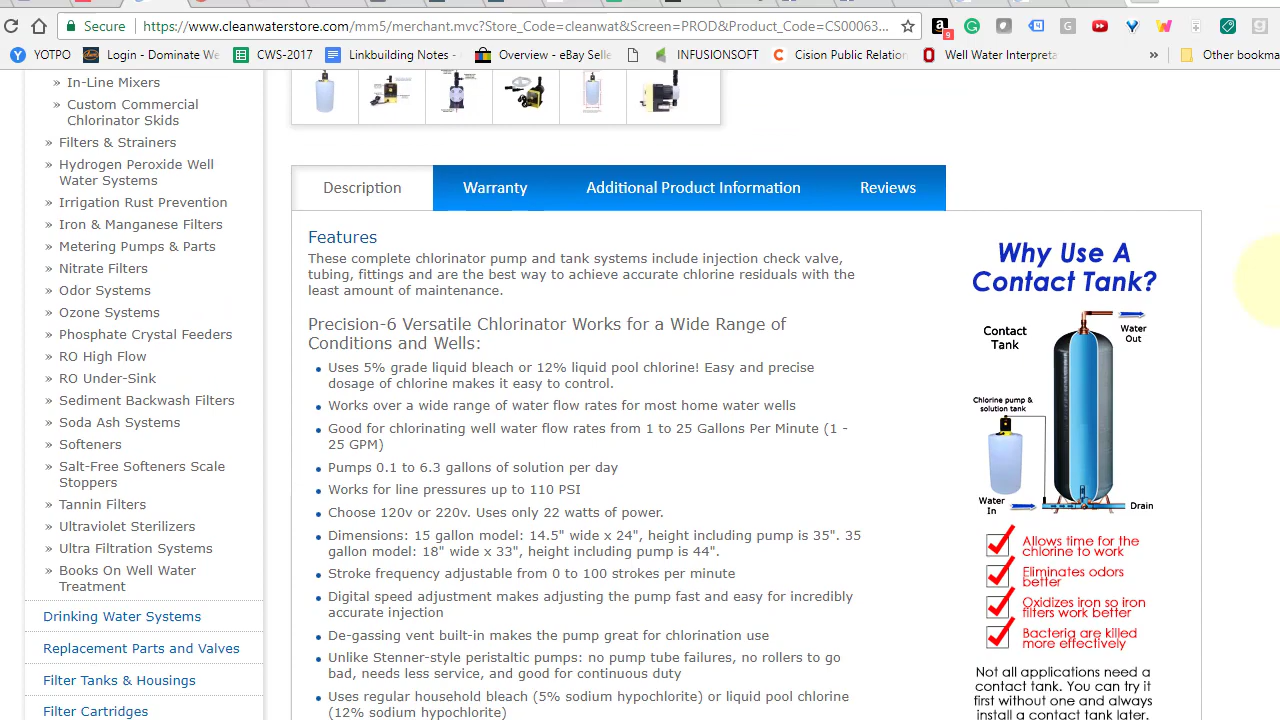 Secure
https://www.cleanwaterstore.com/mm5/merchant.mvc?Store_Code=cleanwat&Screen=PROD&Product_Code=CS00063...
9
YOTPO
Login - Dominate We
CWS-2017
Linkbuilding Notes -
Overview - eBay Selle
INFUSIONSOFT
Cision Public Relation
Well Water Interpreta
»
Other bookma
» In-Line Mixers
» Custom Commercial
Chlorinator Skids
» Filters & Strainers
» Hydrogen Peroxide Well
Water Systems
» Irrigation Rust Prevention
» Iron & Manganese Filters
» Metering Pumps & Parts
» Nitrate Filters
» Odor Systems
» Ozone Systems
» Phosphate Crystal Feeders
» RO High Flow
» RO Under-Sink
» Sediment Backwash Filters
» Soda Ash Systems
» Softeners
» Salt-Free Softeners Scale
Stoppers
» Tannin Filters
» Ultraviolet Sterilizers
» Ultra Filtration Systems
» Books On Well Water
Treatment
Drinking Water Systems
Replacement Parts and Valves
Filter Tanks & Housings
Filter Cartridges
Description
Warranty
Additional Product Information
Reviews
Features
The complete chlorinator pump and tank systems include injection check valve,
tubing, fittings and are the best way to achieve accurate chlorine residuals with the
least amount of maintenance.
Precision-6 Versatile Chlorinator Works for a Wide Range of
Conditions and Wells:
• Uses 5% grade liquid bleach or 12% liquid pool chlorine! Easy and precise
dosage of chlorine makes it easy to control.
• Works over a wide range of water flow rates for most home water wells
• Good for chlorinating well water flow rates from 1 to 25 Gallons Per Minute (1 -
25 GPM)
• Pumps 0.1 to 6.3 gallons of solution per day
• Works for line pressures up to 110 PSI
• Choose 120v or 220v. Uses only 22 watts of power.
• Dimensions: 15 gallon model: 14.5" wide x 24", height including pump is 35". 35
gallon model: 18" wide x 33", height including pump is 44".
• Stroke frequency adjustable from 0 to 100 strokes per minute
• Digital speed adjustment makes adjusting the pump fast and easy for incredibly
accurate injection
• De-gassing vent built-in makes the pump great for chlorination use
• Unlike Stenner-style peristaltic pumps: no pump tube failures, no rollers to go
bad, needs less service, and good for continuous duty
• Uses regular household bleach (5% sodium hypochlorite) or liquid pool chlorine
(12% sodium hypochlorite)
Why Use A
Contact Tank?
Contact
Tank
Water
Out
Chlorine pump &
solution tank
Water
In
Drain
Allows time for the
chlorine to work
Eliminates odors
better
Oxidizes iron so iron
filters work better
Bacteria are killed
more effectively
Not all applications need a
contact tank. You can try it
first without one and always
install a contact tank later.